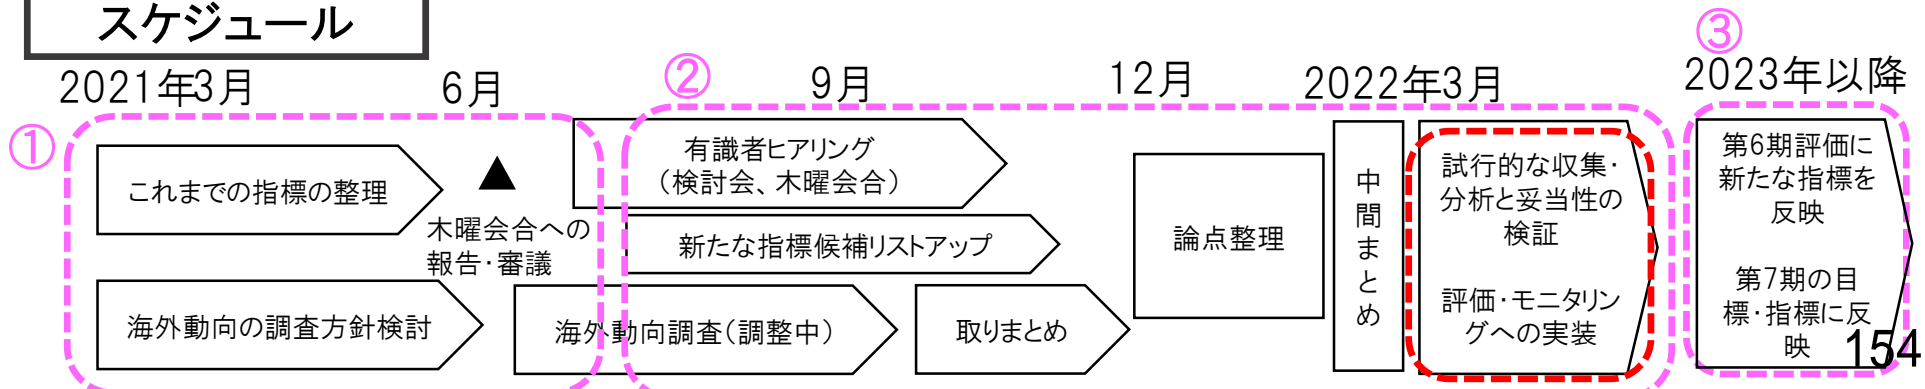 スケジュール
2021年3月
6月
②
9月
12月
2022年3月
③
2023年以降
①
これまでの指標の整理
木曜会合への
報告・審議
海外動向の調査方針検討
有識者ヒアリング
（検討会、木曜会合）
新たな指標候補リストアップ
海外動向調査（調整中）
取りまとめ
論点整理
中間まとめ
試行的な収集・
分析と妥当性の
検証
評価・モニタリン
グへの実装
第6期評価に
新たな指標を
反映
第7期の目
標・指標に反
映
154